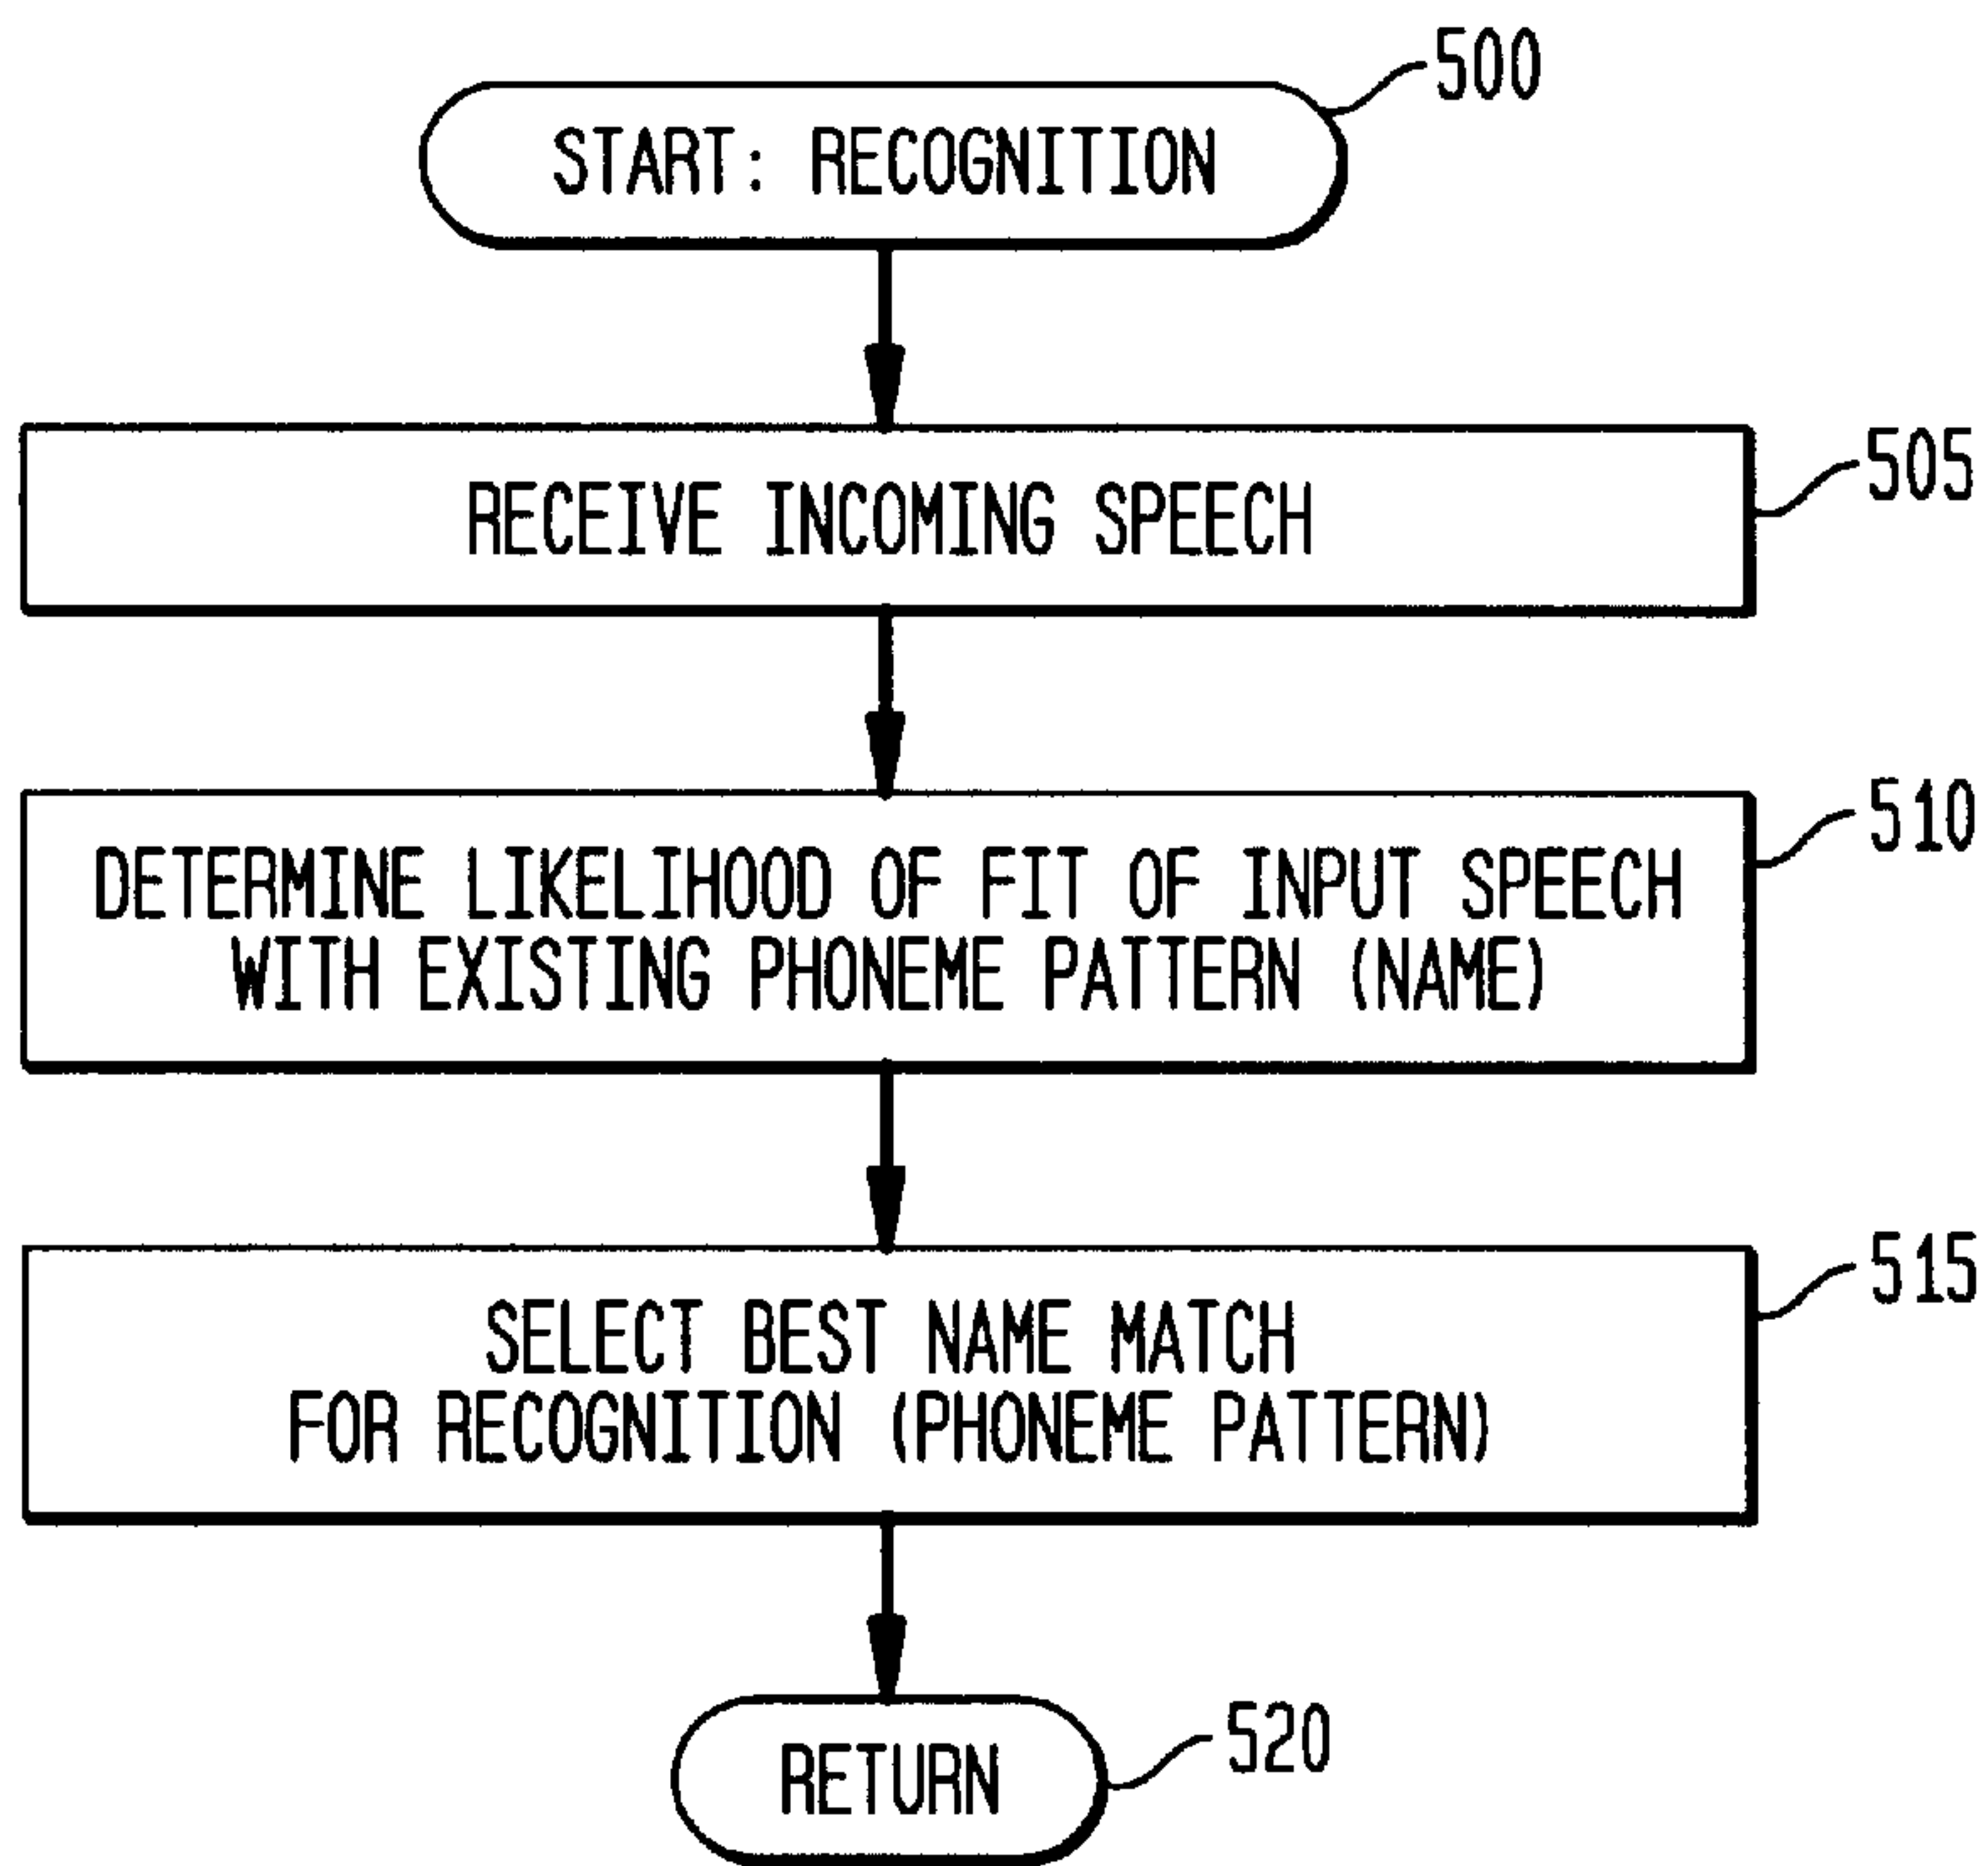 500
START: RECOGNITION
505
RECEIVE INCOMING SPEECH
510
DETERMINE LIKELIHOOD OF FIT OF INPUT SPEECH
WITH EXISTING PHONEME PATTERN (NAME)
515
SELECT BEST NAME MATCH
FOR RECOGNITION (PHONEME PATTERN)
520
RETURN